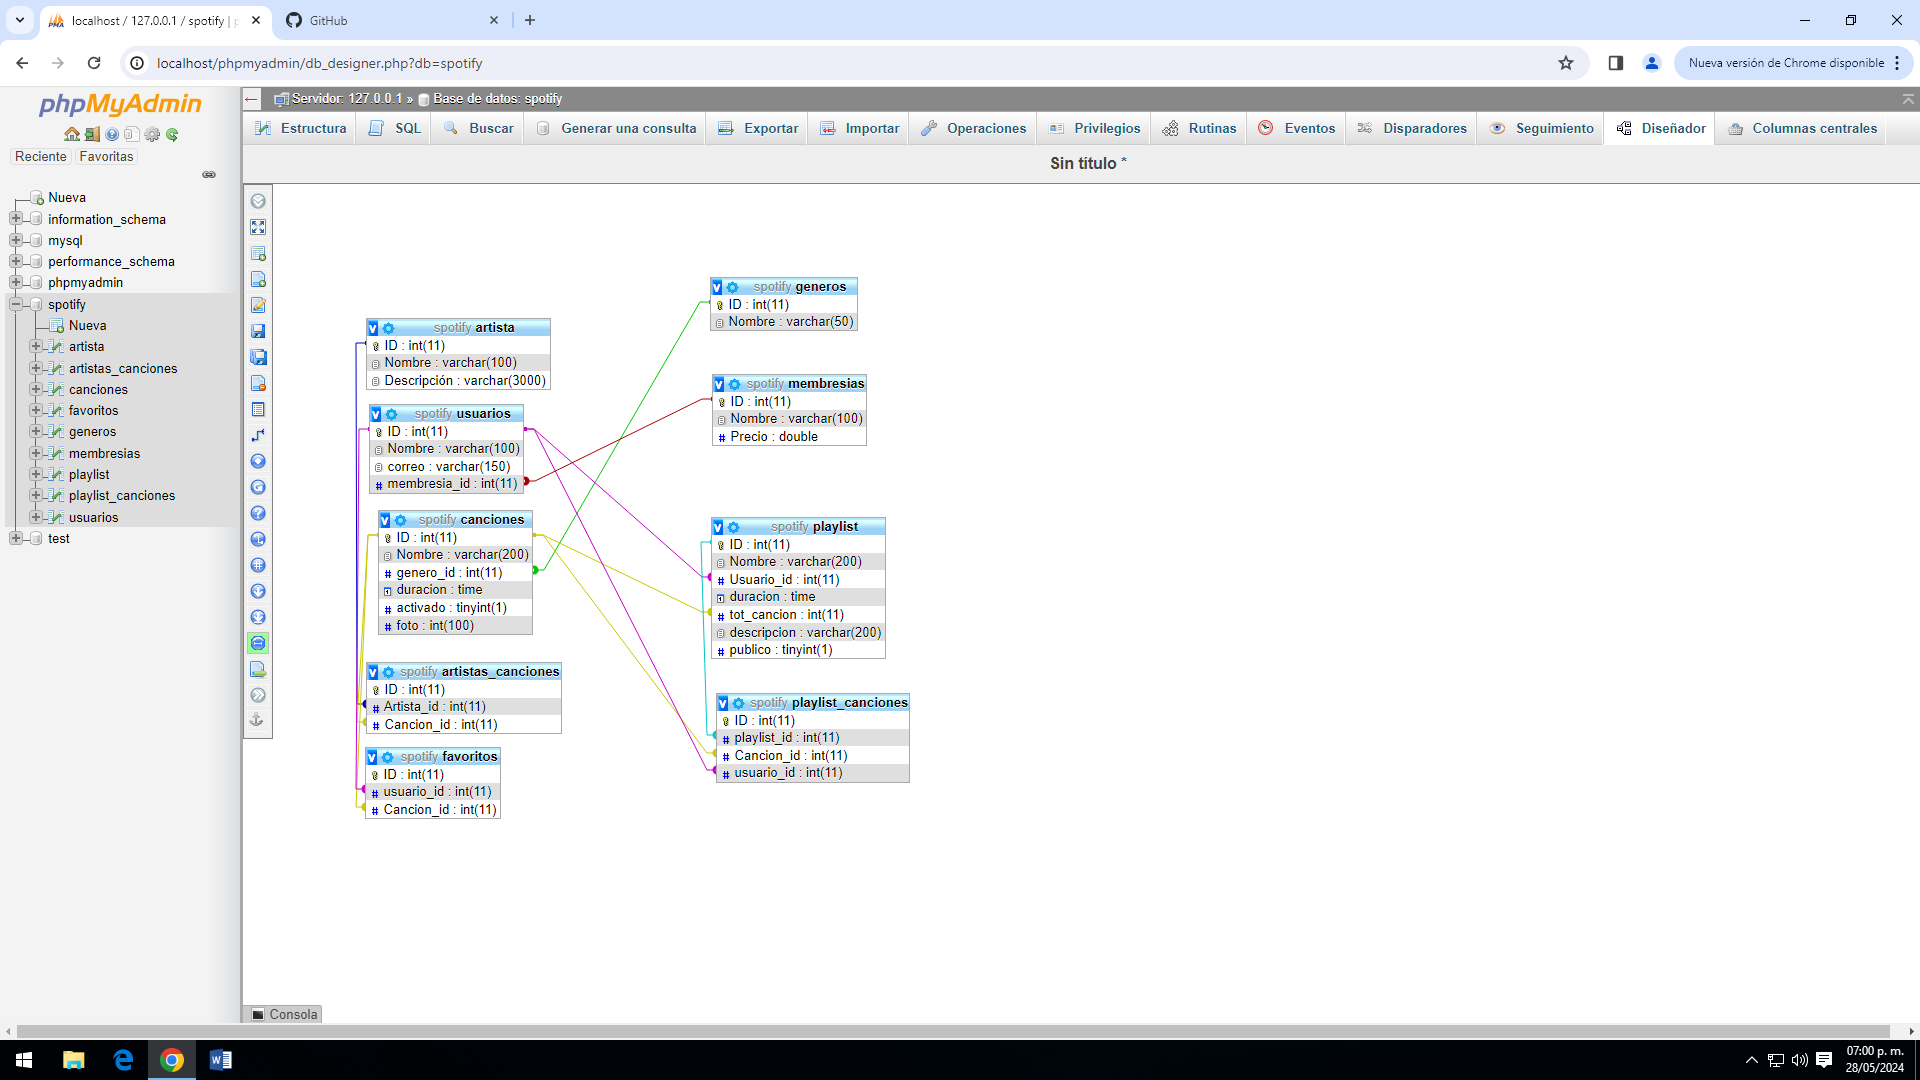 localhost / 127.0.0.1 / spotify | p
GitHub
localhost/phpmyadmin/db_designer.php?db=spotify
Nueva versión de Chrome disponible
phpMyAdmin
Reciente
Favoritas
Nueva
information_schema
mysql
performance_schema
phpmyadmin
spotify
Nueva
artista
artistas_canciones
canciones
favoritos
generos
membresias
playlist
playlist_canciones
usuarios
test
Servidor: 127.0.0.1 » Base de datos: spotify
Estructura
SQL
Buscar
Generar una consulta
Exportar
Importar
Operaciones
Privilegios
Rutinas
Eventos
Disparadores
Seguimiento
Diseñador
Columnas centrales
Sin título *
spotify artista
ID : int(11)
Nombre : varchar(100)
Descripción : varchar(3000)
spotify usuarios
ID : int(11)
Nombre : varchar(100)
correo : varchar(150)
membresia_id : int(11)
spotify canciones
ID : int(11)
Nombre : varchar(200)
genero_id : int(11)
duracion : time
activado : tinyint(1)
foto : int(100)
spotify artistas_canciones
ID : int(11)
Artista_id : int(11)
Cancion_id : int(11)
spotify favoritos
ID : int(11)
usuario_id : int(11)
Cancion_id : int(11)
spotify generos
ID : int(11)
Nombre : varchar(50)
spotify membresias
ID : int(11)
Nombre : varchar(100)
Precio : double
spotify playlist
ID : int(11)
Nombre : varchar(200)
Usuario_id : int(11)
duracion : time
tot_cancion : int(11)
descripcion : varchar(200)
publico : tinyint(1)
spotify playlist_canciones
ID : int(11)
playlist_id : int(11)
Cancion_id : int(11)
usuario_id : int(11)
Consola
07:00 p. m.
28/05/2024